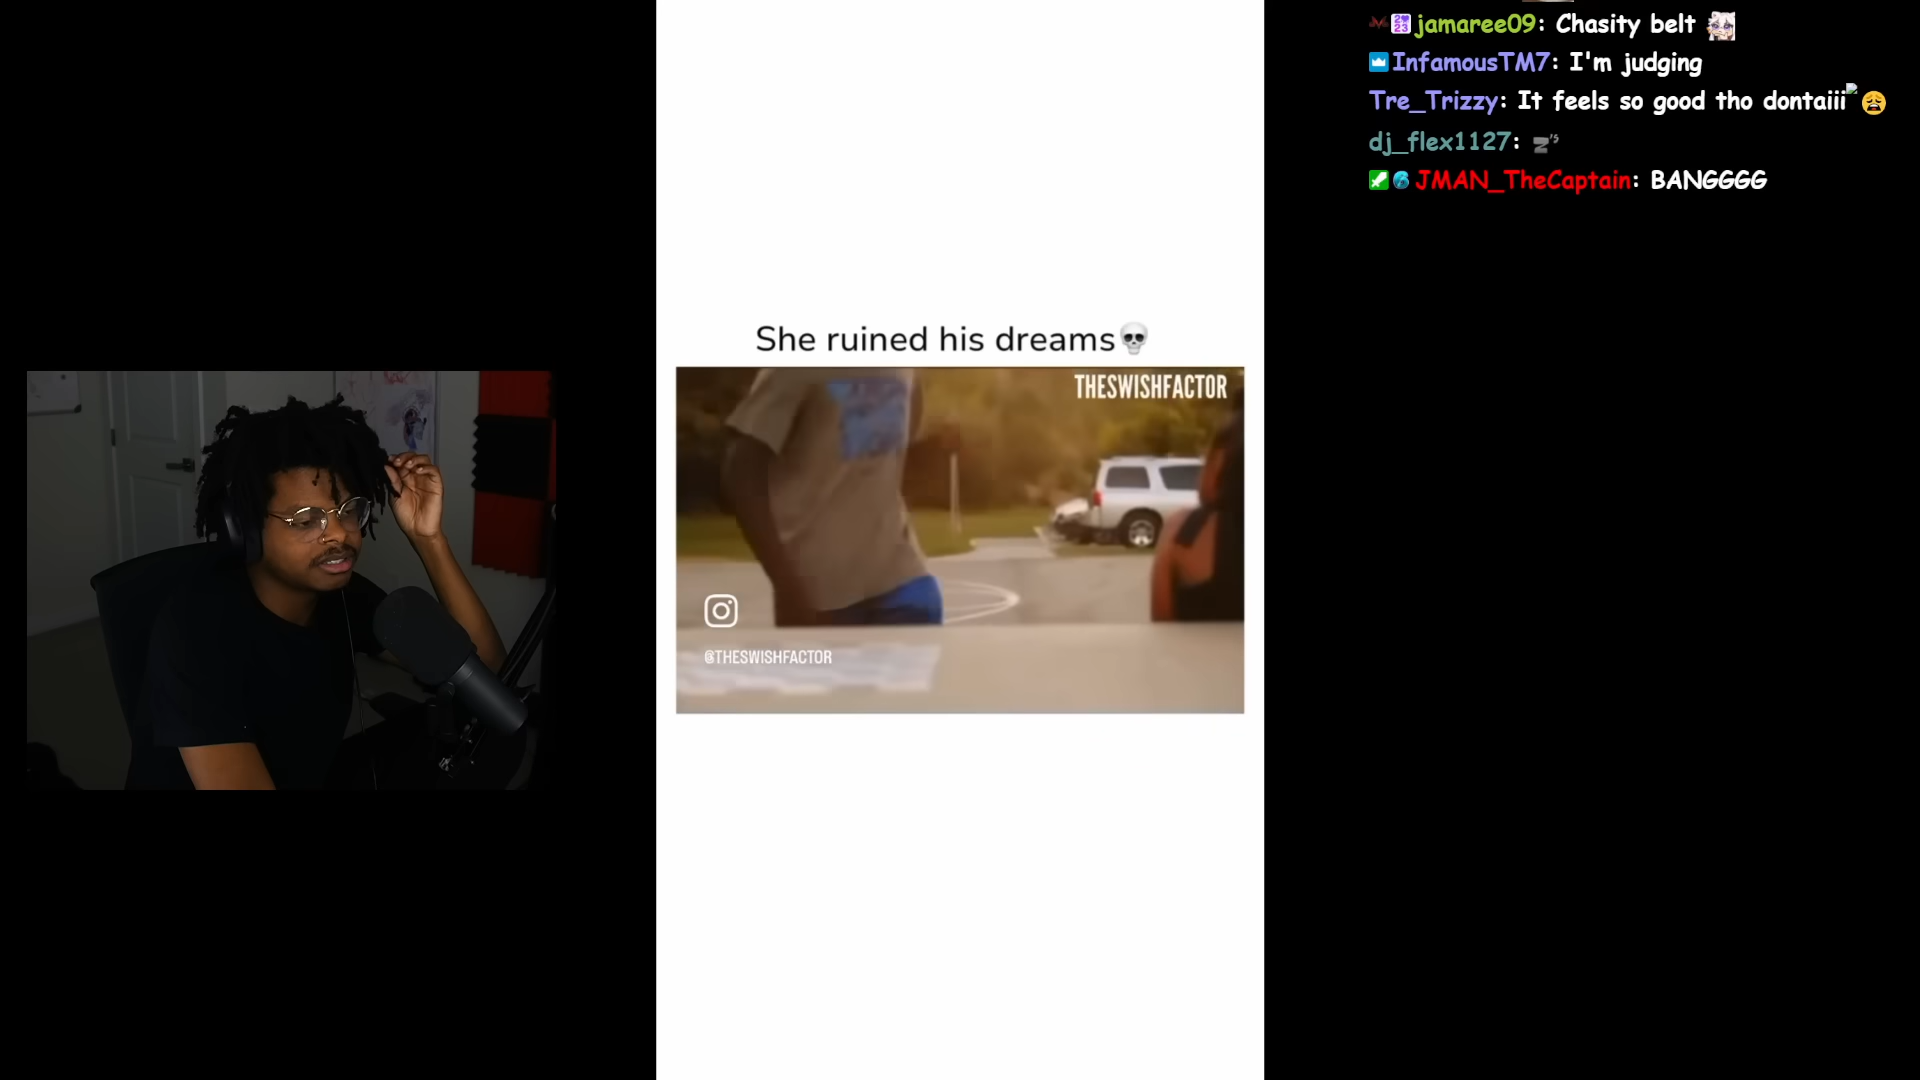 jamaree09: Chasity belt
InfamousTM7: I'm judging
Tre_Trizzy: It feels so good tho dontaiii
dj_flex1127: Z'S
JMAN_TheCaptain: BANGGGG
She ruined his dreams💀
THESWISHFACTOR
@THESWISHFACTOR